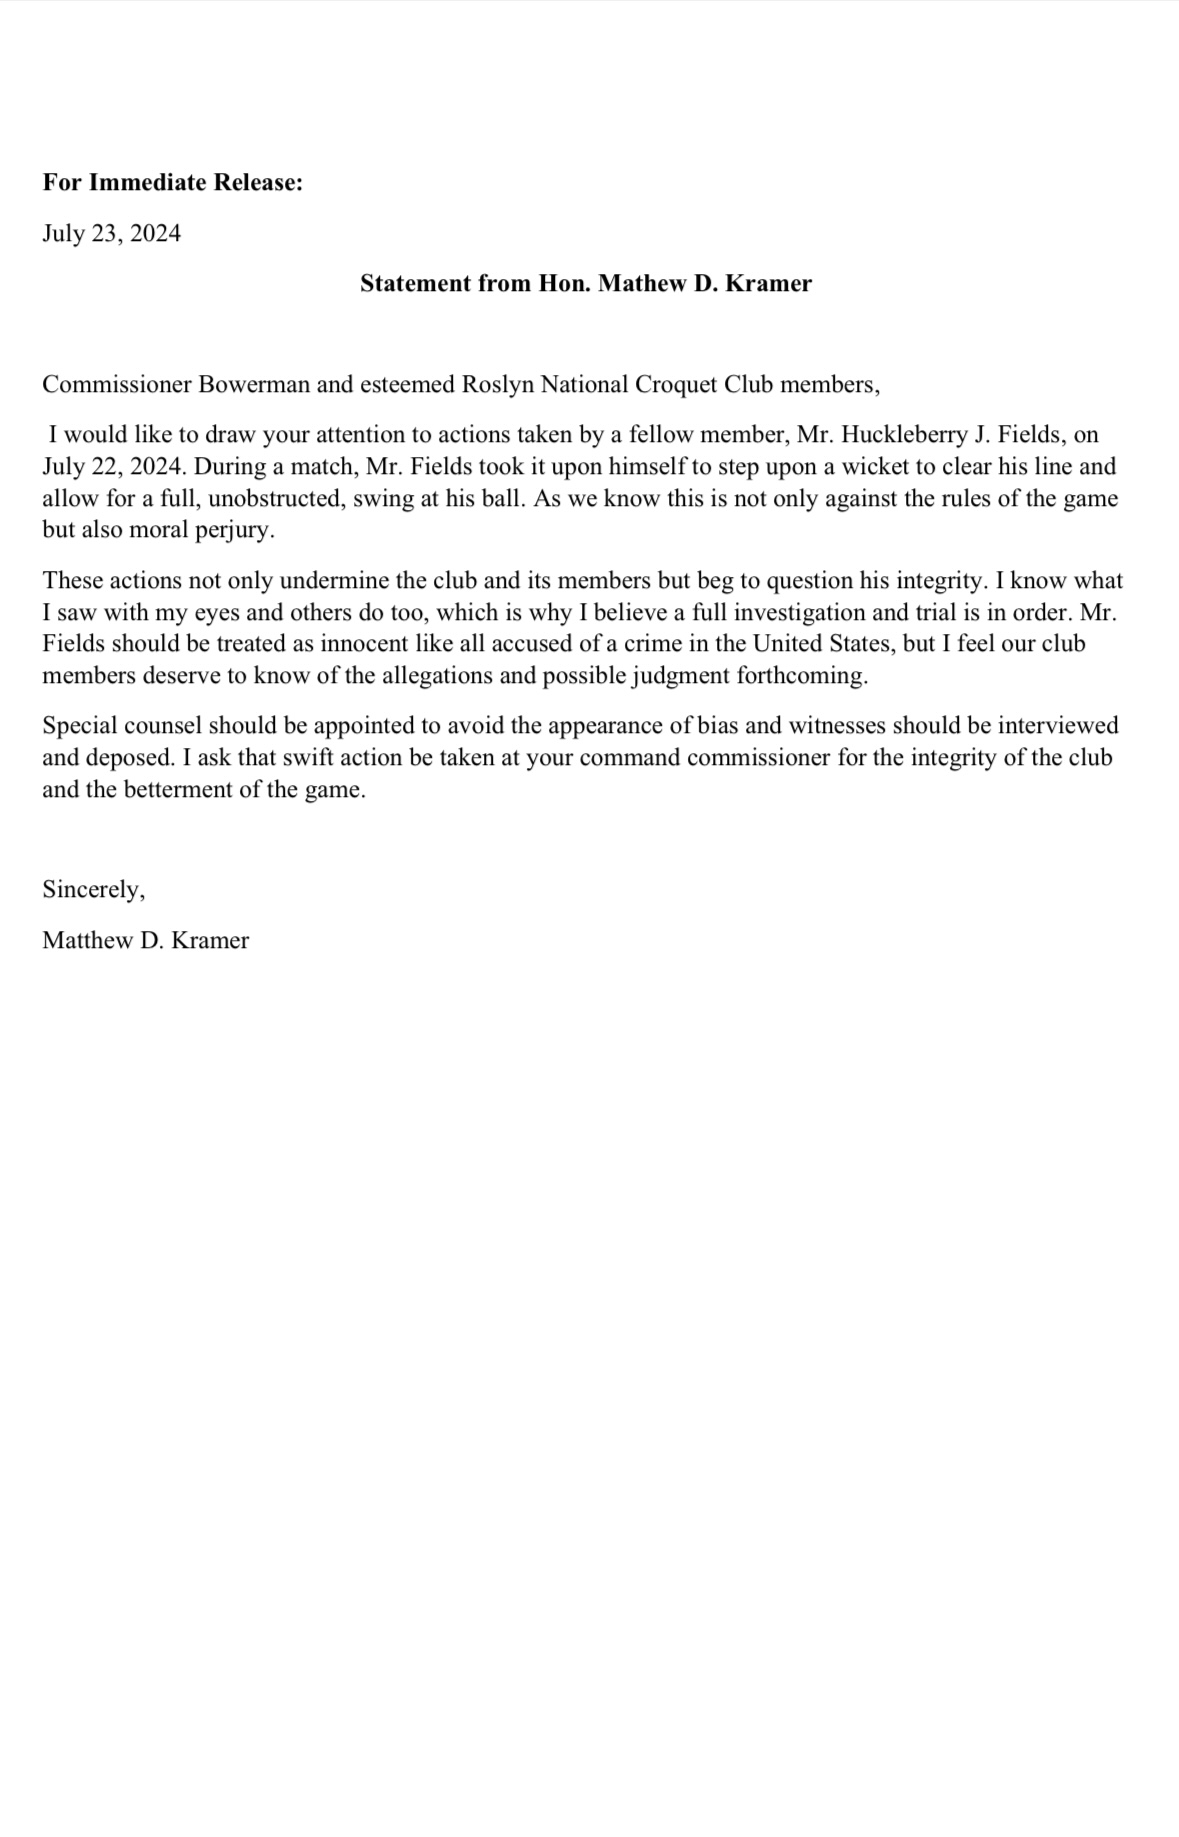 For Immediate Release:
July 23, 2024
Statement from Hon. Mathew D. Kramer
Commissioner Bowerman and esteemed Roslyn National Croquet Club members,
I would like to draw your attention to actions taken by a fellow member, Mr. Huckleberry J. Fields, on
July 22, 2024. During a match, Mr. Fields took it upon himself to step upon a wicket to clear his line and
allow for a full, unobstructed, swing at his ball. As we know this is not only against the rules of the game
but also moral perjury.
These actions not only undermine the club and its members but beg to question his integrity. I know what
I saw with my eyes and others do too, which is why I believe a full investigation and trial is in order. Mr.
Fields should be treated as innocent like all accused of a crime in the United States, but I feel our club
members deserve to know of the allegations and possible judgment forthcoming.
Special counsel should be appointed to avoid the appearance of bias and witnesses should be interviewed
and deposed. I ask that swift action be taken at your command commissioner for the integrity of the club
and the betterment of the game.
Sincerely,
Matthew D. Kramer